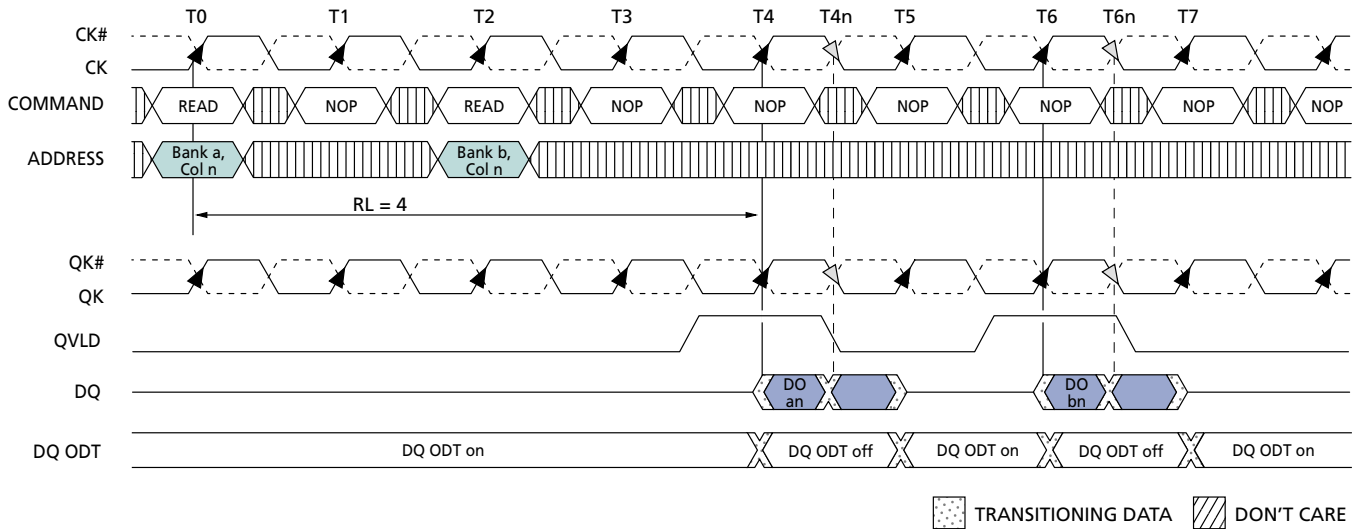 T0 T1 T2 T3 T4 T4n T5 T6 T6n T7
CK#
CK
COMMAND READ NOP READ NOP NOP NOP NOP NOP NOP
ADDRESS Bank a, Col n Bank b, Col n
RL = 4
QK#
QK
QVLD
DQ DO an DO bn
DQ ODT DQ ODT on DQ ODT off DQ ODT on DQ ODT off DQ ODT on
TRANSITIONING DATA DON'T CARE